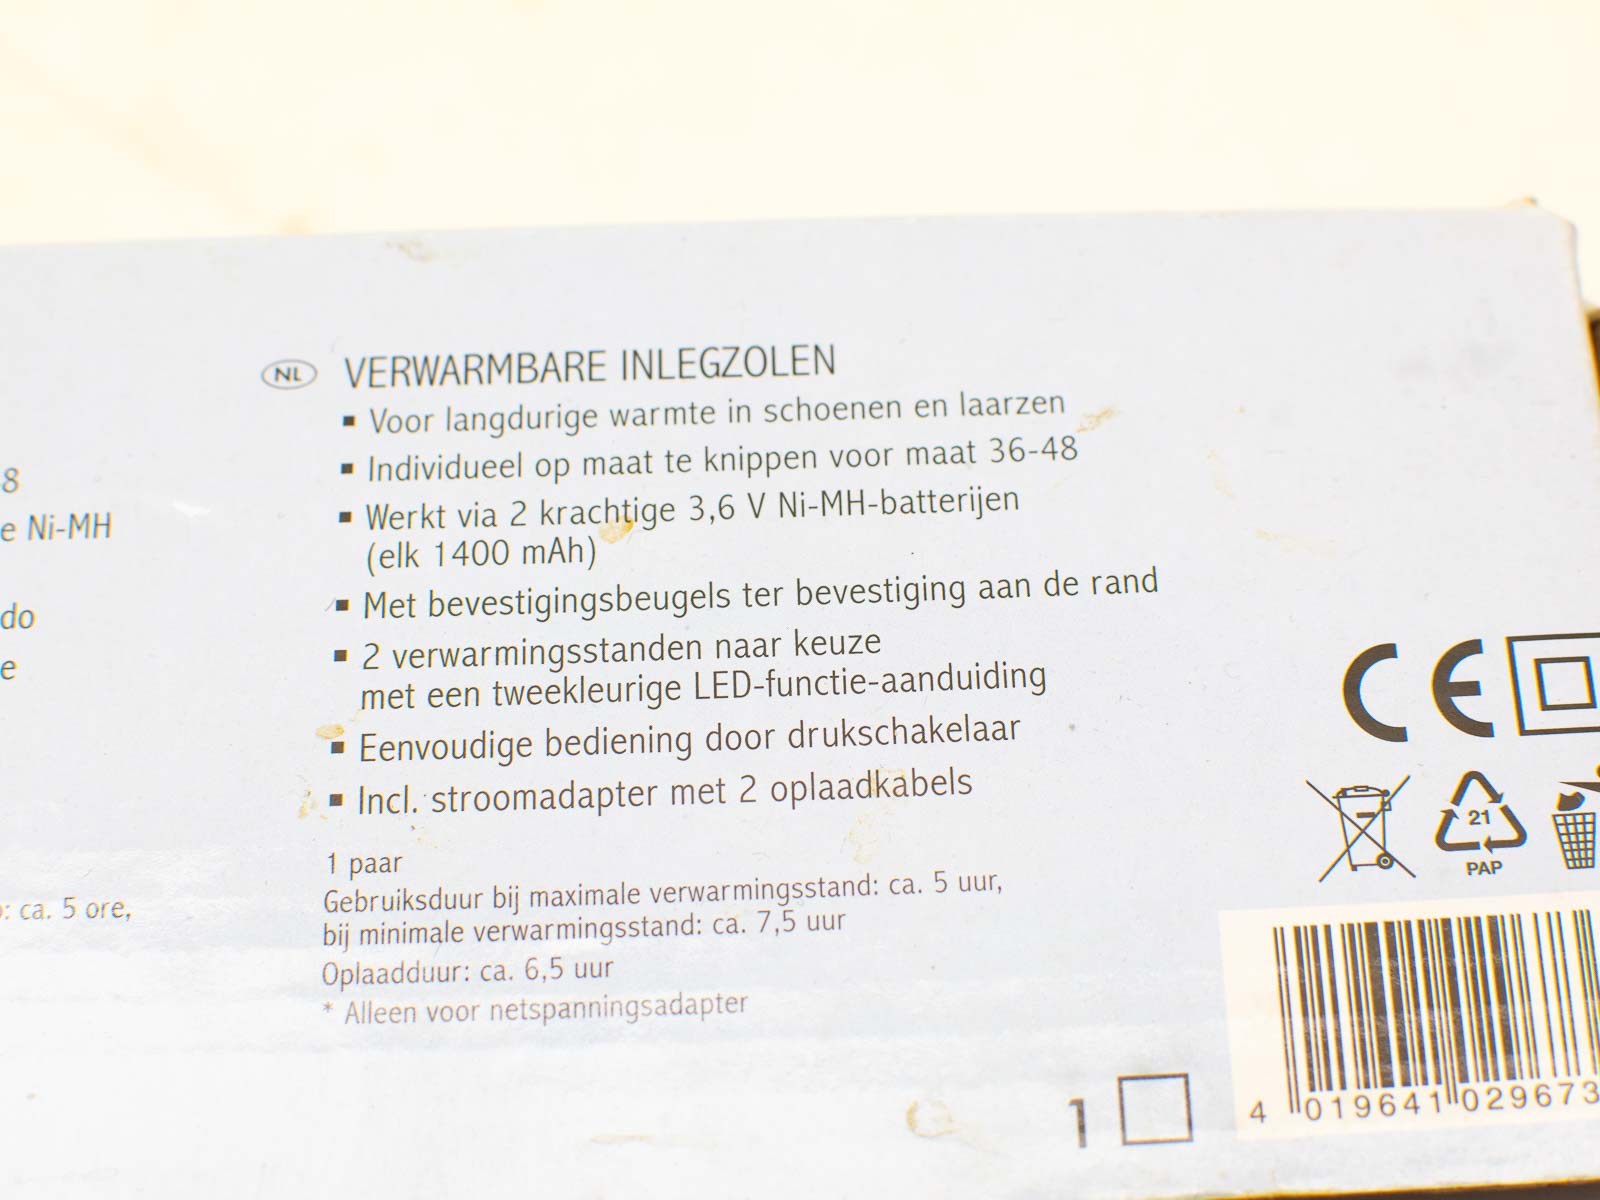 8
e Ni-MH
do
e
: ca. 5 ore,
NL VERWARMBARE INLEGZOLEN
▪ Voor langdurige warmte in schoenen en laarzen
▪ Individueel op maat te knippen voor maat 36-48
▪ Werkt via 2 krachtige 3,6 V Ni-MH-batterijen
(elk 1400 mAh)
▪ Met bevestigingsbeugels ter bevestiging aan de rand
▪ 2 verwarmingsstanden naar keuze
met een tweekleurige LED-functie-aanduiding
▪ Eenvoudige bediening door drukschakelaar
▪ Incl. stroomadapter met 2 oplaadkabels
1 paar
Gebruiksduur bij maximale verwarmingsstand: ca. 5 uur,
bij minimale verwarmingsstand: ca. 7,5 uur
Oplaadduur: ca. 6,5 uur
* Alleen voor netspanningsadapter
CE
21
PAP
1
4 019641 029673